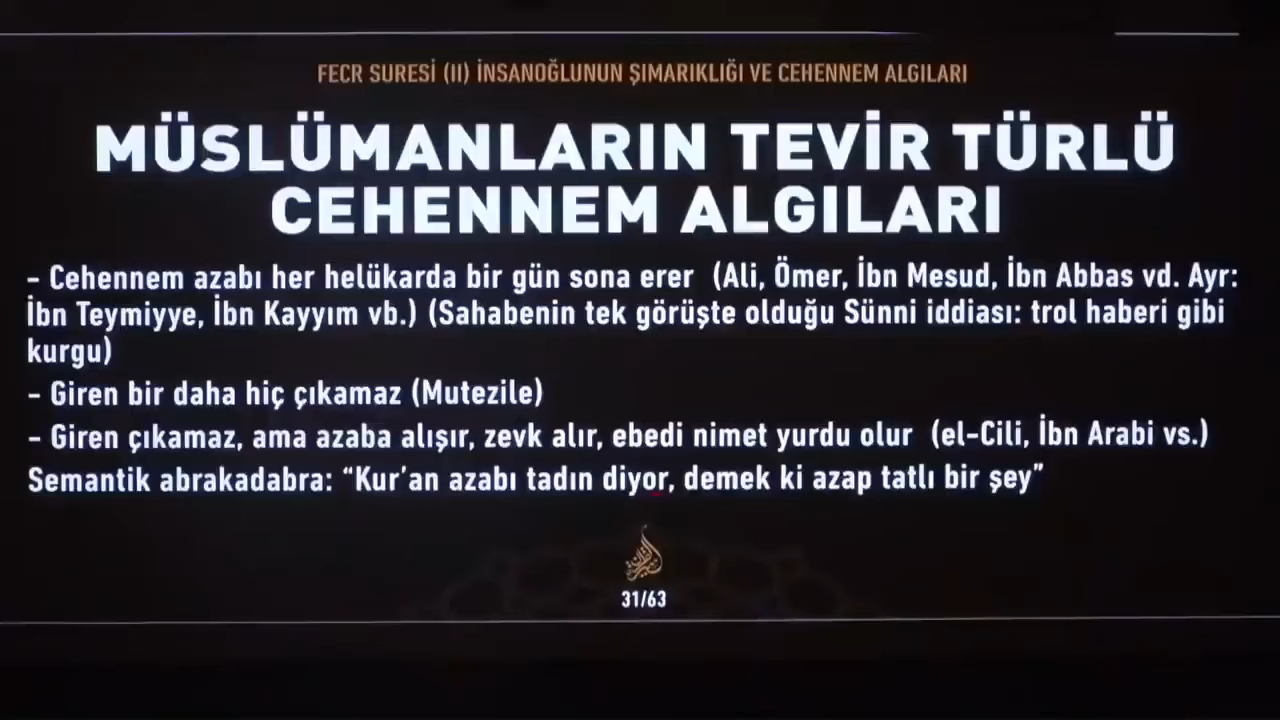 FECR SURESİ (II) İNSANOĞLUNUN ŞIMARIKLIĞI VE CEHENNEM ALGILARI
MÜSLÜMANLARIN TEVİR TÜRLÜ
CEHENNEM ALGILARI
- Cehennem azabı her helükarda bir gün sona erer (Ali, Ömer, İbn Mesud, İbn Abbas vd. Ayr:
İbn Teymiyye, İbn Kayyım vb.) (Sahabenin tek görüşte olduğu Sünni iddiası: trol haberi gibi
kurgu)
- Giren bir daha hiç çıkamaz (Mutezile)
- Giren çıkamaz, ama azaba alışır, zevk alır, ebedi nimet yurdu olur (el-Cili, İbn Arabi vs.)
Semantik abrakadabra: “Kur’an azabı tadın diyor, demek ki azap tatlı bir şey”
31/63